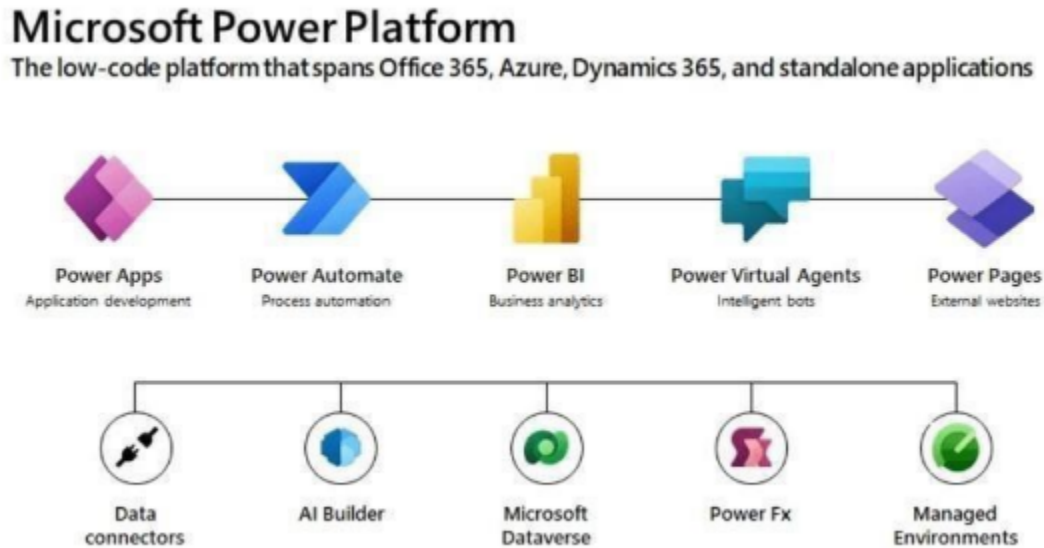 Microsoft Power Platform
The low-code platform that spans Office 365, Azure, Dynamics 365, and standalone applications
Power Apps
Application development
Power Automate
Process automation
Power BI
Business analytics
Power Virtual Agents
Intelligent bots
Power Pages
External websites
Data
connectors
AI Builder
Microsoft
Dataverse
Power Fx
Managed
Environments